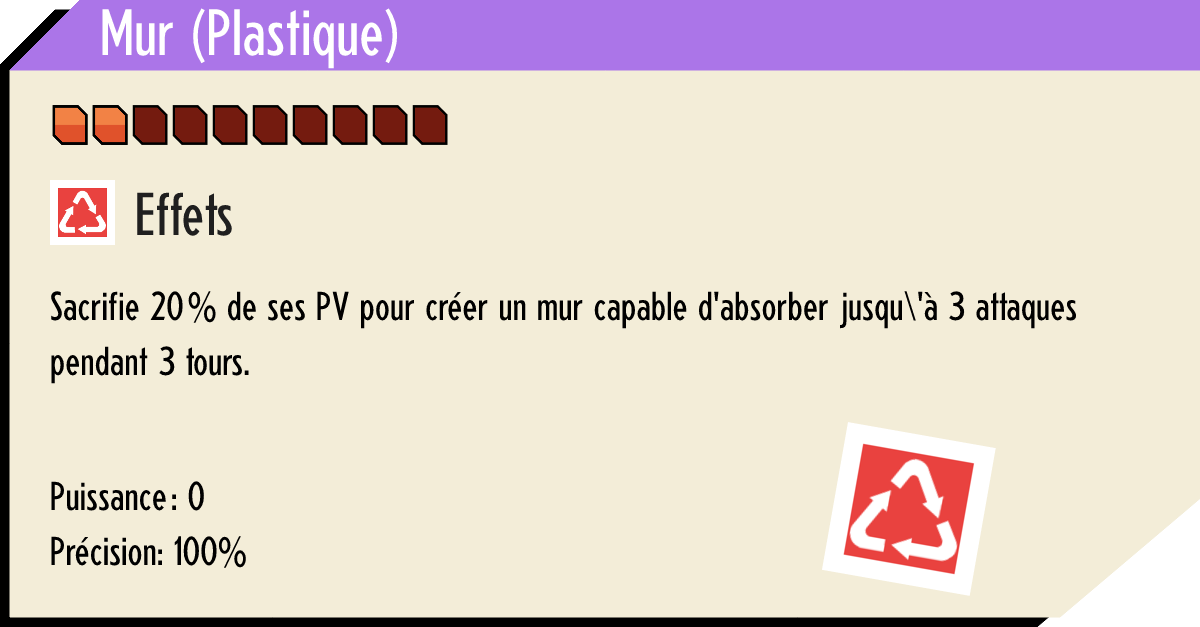 Mur (Plastique)
Effets
Sacrifie 20% de ses PV pour créer un mur capable d'absorber jusqu\'à 3 attaques
pendant 3 tours.
Puissance : 0
Précision: 100%